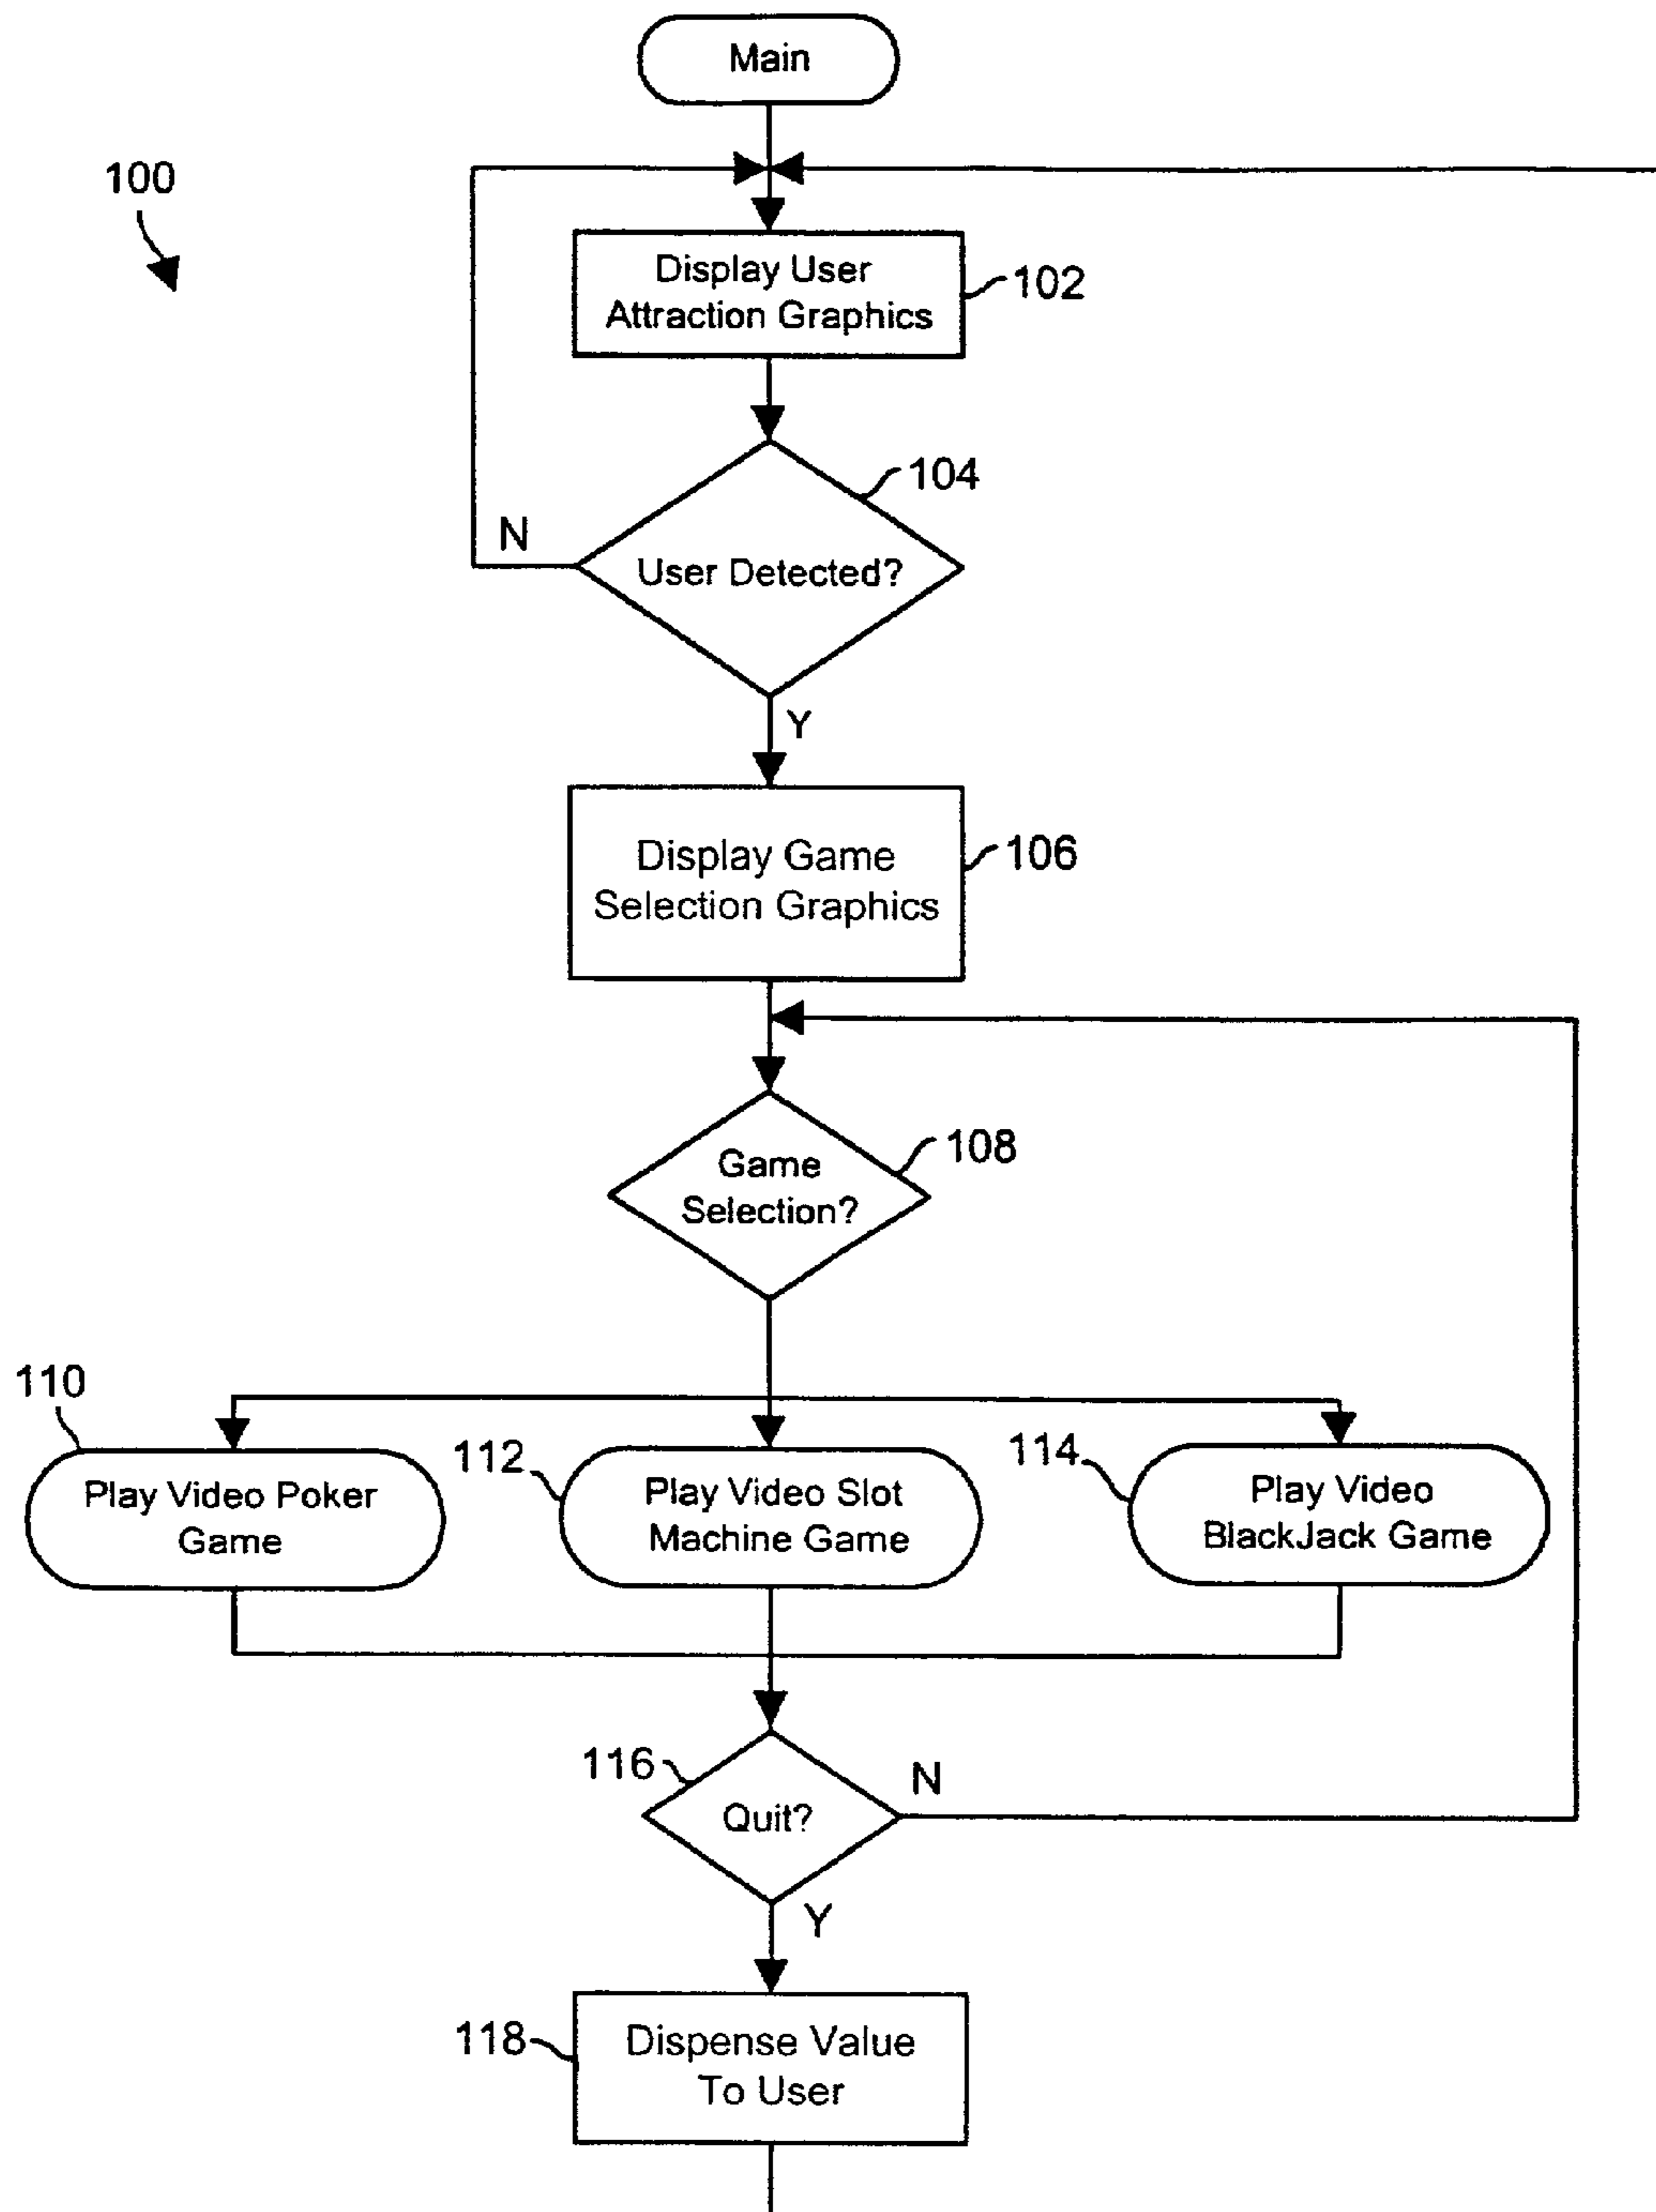 Main
100
Display User
Attraction Graphics
102
104
N
User Detected?
Y
Display Game
Selection Graphics
106
108
Game
Selection?
110
Play Video Poker
Game
112
Play Video Slot
Machine Game
114
Play Video
BlackJack Game
116
Quit?
N
Y
118
Dispense Value
To User